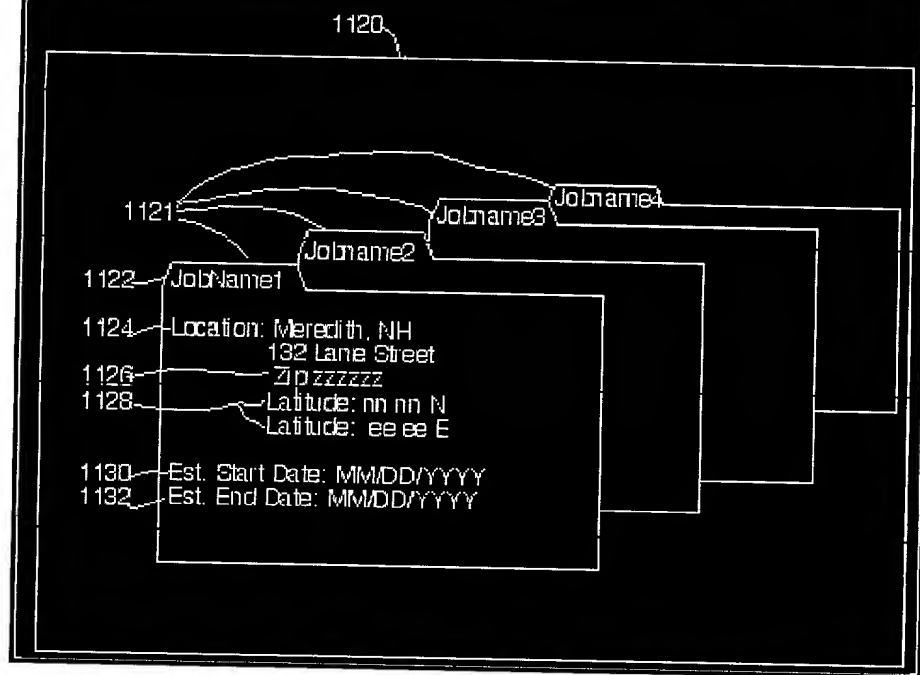 1120
Jobname4
1121 Jobname3
Jobname2
1122 JobName1
1124 Location: Meredith, NH
132 Lane Street
1126 Zip zzzzzz
1128 Latitude: nn nn N
Latitude: ee ee E
1130 Est. Start Date: MM/DD/YYYY
1132 Est. End Date: MM/DD/YYYY